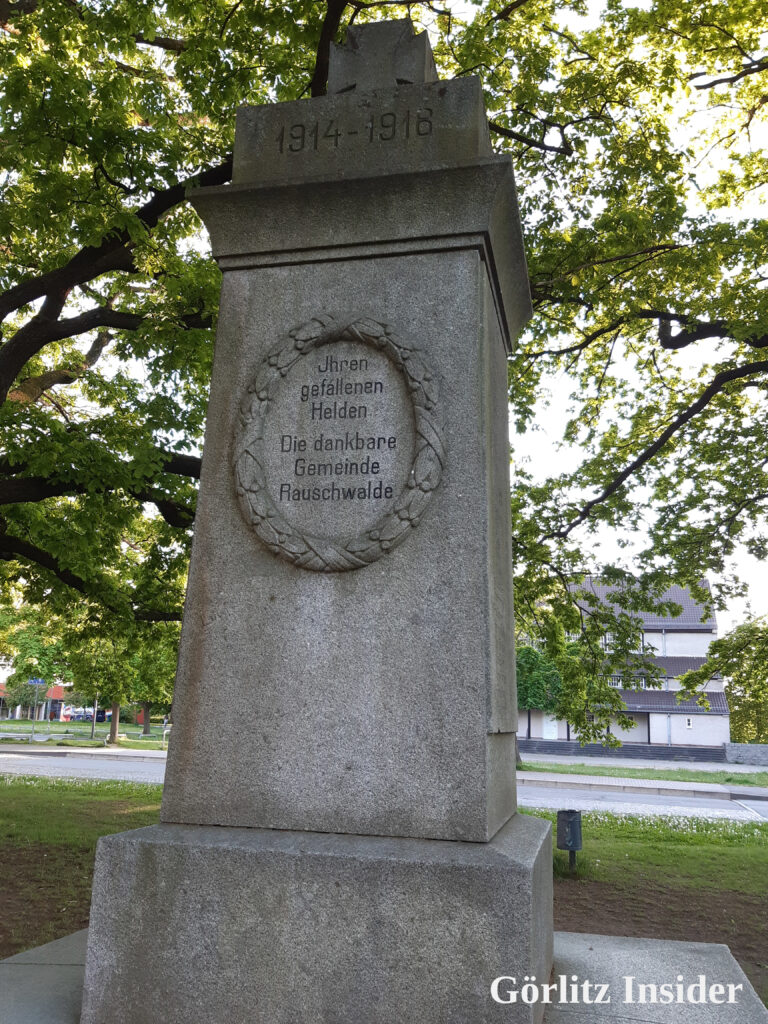 1914-1918
Jhren
gefallenen
Helden
Die dankbare
Gemeinde
Rauschwalde
Görlitz Insider